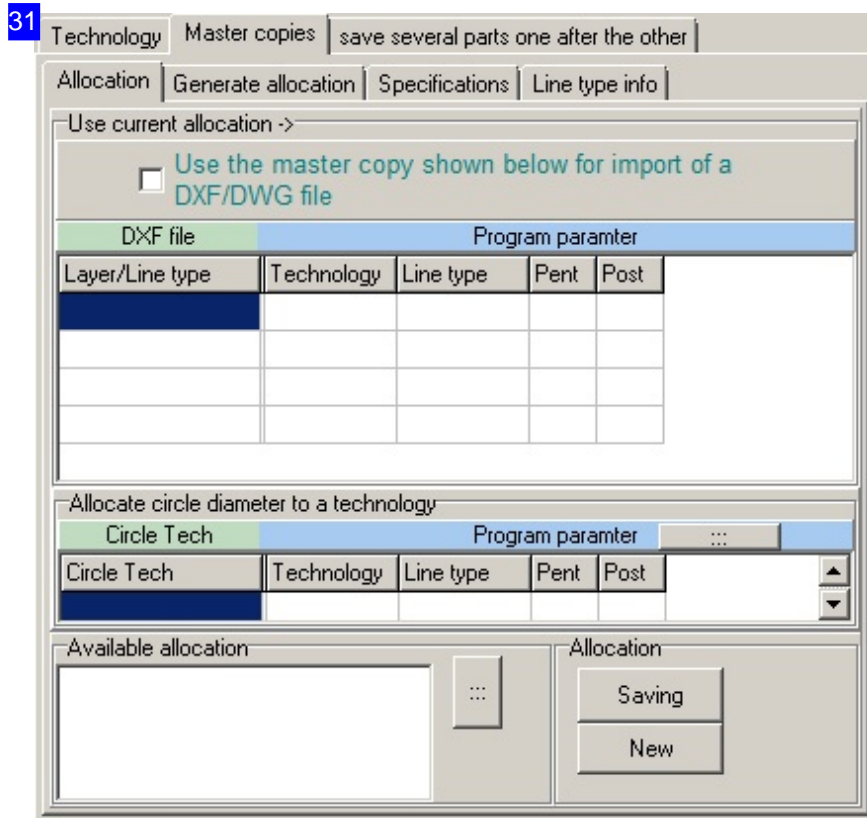 31
Technology Master copies save several parts one after the other
Allocation Generate allocation Specifications Line type info
Use current allocation ->
Use the master copy shown below for import of a
DXF/DWG file
DXF file Program paramter
Layer/Line type Technology Line type Pent Post
Allocate circle diameter to a technology
Circle Tech Program paramter :::
Circle Tech Technology Line type Pent Post
Available allocation Allocation
::: Saving
New